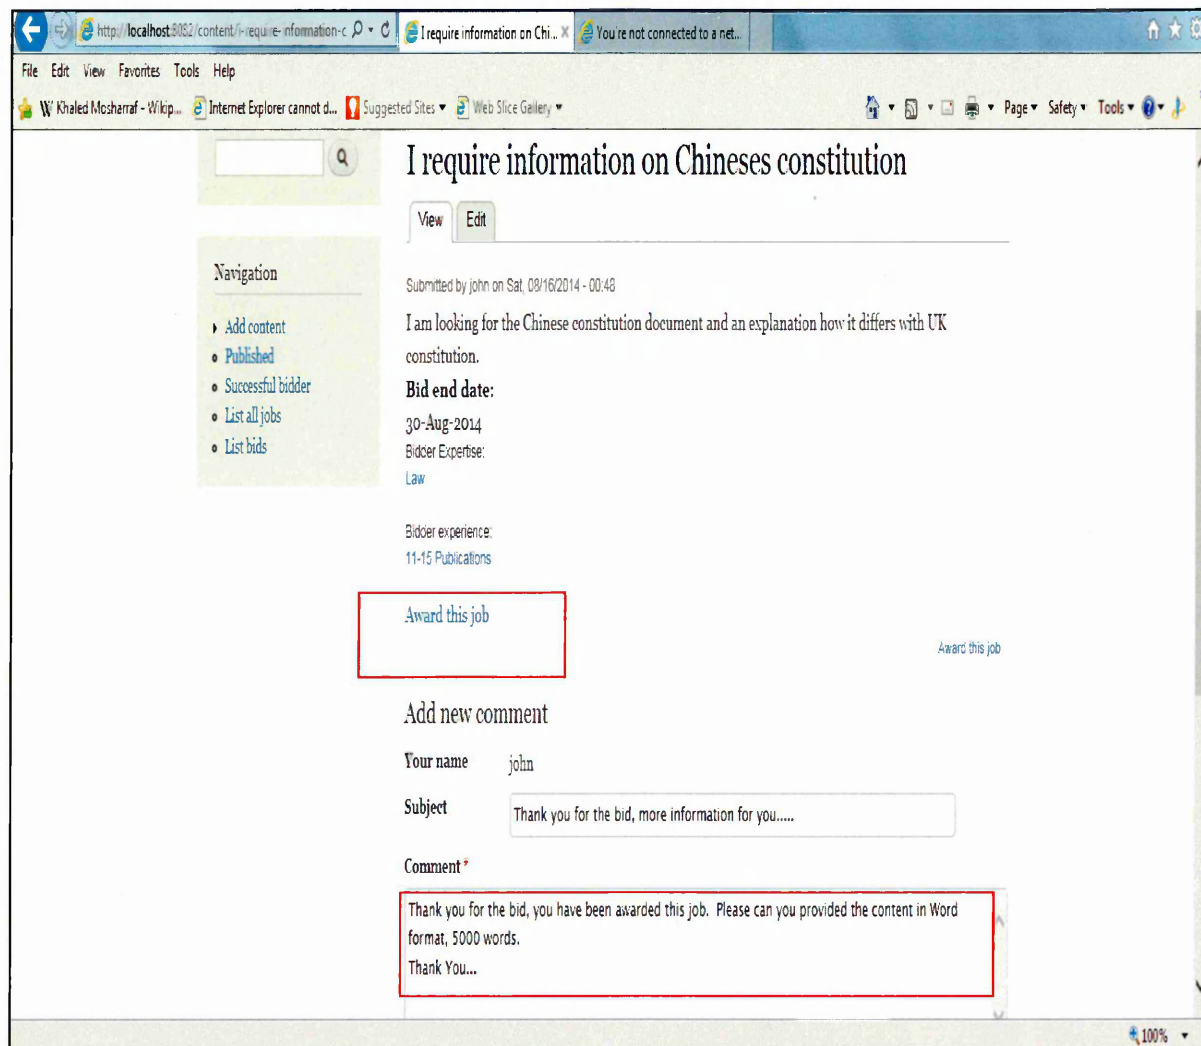 http://localhost:8082/content/i-require-information-c
I require information on Chi... X
You're not connected to a net...
File Edit View Favorites Tools Help
W Khaled Mosharraf - Wikip... Internet Explorer cannot d... Suggested Sites Web Slice Gallery Page Safety Tools
I require information on Chineses constitution
View Edit
Navigation
Add content
Published
Successful bidder
List all jobs
List bids
Submitted by john on Sat, 08/16/2014 - 00:48
I am looking for the Chinese constitution document and an explanation how it differs with UK
constitution.
Bid end date:
30-Aug-2014
Bidder Expertise:
Law
Bidder experience:
11-15 Publications
Award this job
Award this job
Add new comment
Your name john
Subject Thank you for the bid, more information for you.....
Comment *
Thank you for the bid, you have been awarded this job. Please can you provided the content in Word
format, 5000 words.
Thank You...
100%